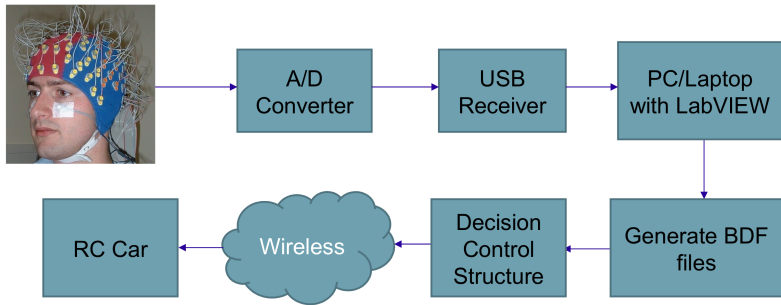 A/D
Converter
USB
Receiver
PC/Laptop
with LabVIEW
RC Car
Wireless
Decision
Control
Structure
Generate BDF
files